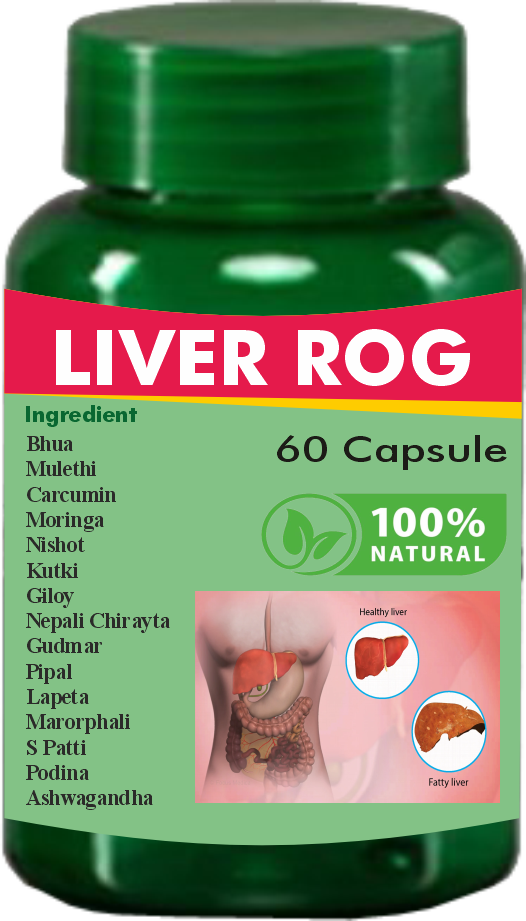 LIVER ROG
Ingredient
Bhua
Mulethi
Carcumin
Moringa
Nishot
Kutki
Giloy
Nepali Chirayta
Gudmar
Pipal
Lapeta
Marorphali
S Patti
Podina
Ashwagandha
60 Capsule
100%
NATURAL
Healthy liver
Fatty liver